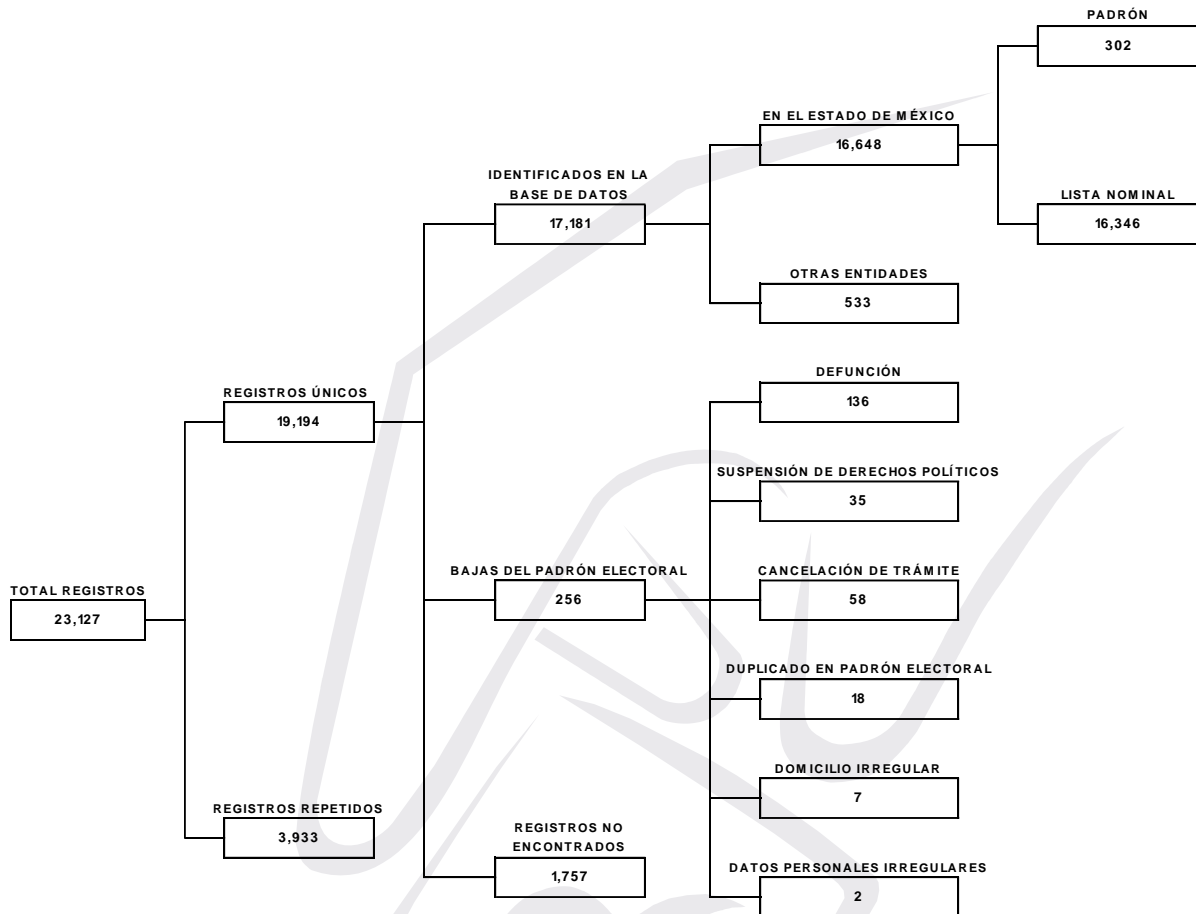 PADRÓN
302
EN EL ESTADO DE MÉXICO
16,648
IDENTIFICADOS EN LA
BASE DE DATOS
17,181
LISTA NOMINAL
16,346
OTRAS ENTIDADES
533
DEFUNCIÓN
136
REGISTROS ÚNICOS
19,194
SUSPENSIÓN DE DERECHOS POLÍTICOS
35
TOTAL REGISTROS
23,127
BAJAS DEL PADRÓN ELECTORAL
256
CANCELACIÓN DE TRÁMITE
58
DUPLICADO EN PADRÓN ELECTORAL
18
DOMICILIO IRREGULAR
7
REGISTROS REPETIDOS
3,933
REGISTROS NO
ENCONTRADOS
1,757
DATOS PERSONALES IRREGULARES
2